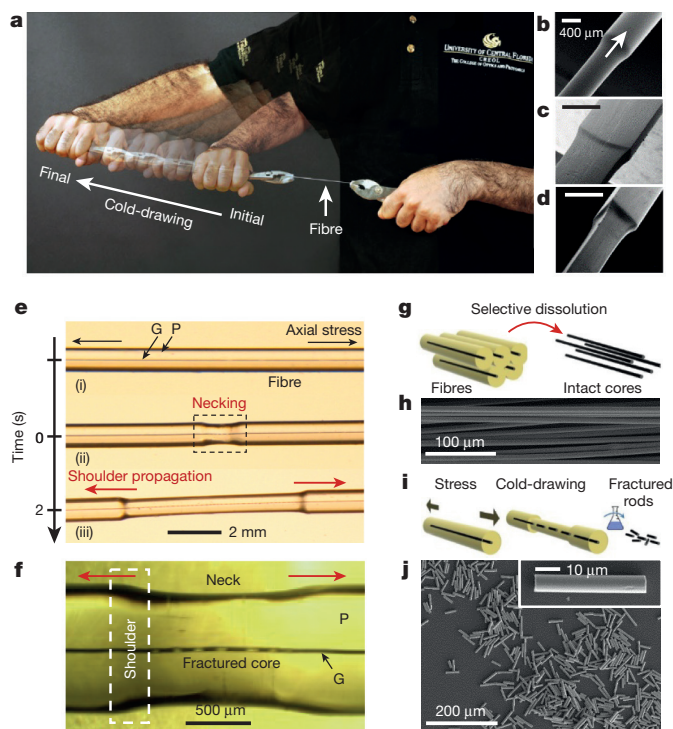 a
UNIVERSITY OF CENTRAL FLORIDA
CREOL
THE COLLEGE OF OPTICS AND PHOTONICS
Final
Cold-drawing
Initial
Fibre
b
400 μm
c
d
e
G P
Axial stress
Fibre
(i)
Necking
Time (s)
0
(ii)
Shoulder propagation
2
(iii)
2 mm
f
Neck
P
Shoulder
Fractured core
G
500 μm
g
Selective dissolution
Fibres
Intact cores
h
100 μm
i
Stress
Cold-drawing
Fractured
rods
j
10 μm
200 μm